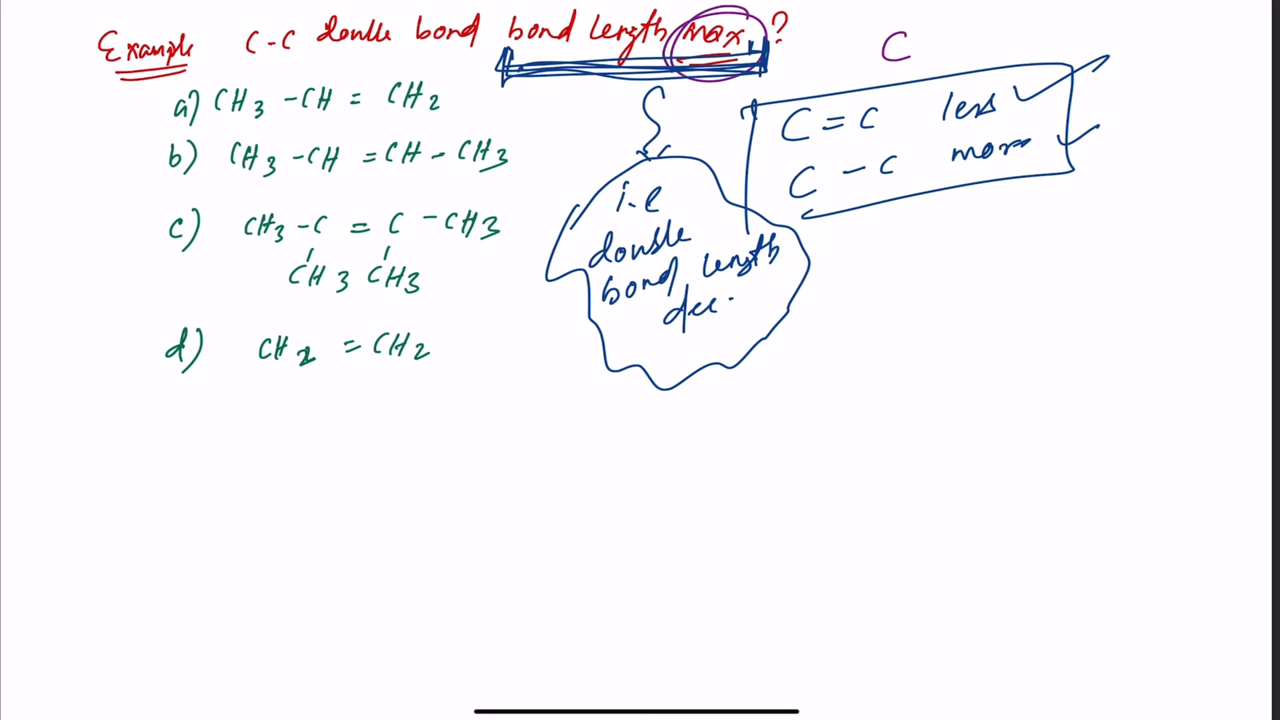 Example C-C double bond bond length max, ?
a) CH3 -CH = CH2
b) CH3 -CH = CH - CH3
c) CH3 -C = C -CH3
CH3 CH3
d) CH2 = CH2
C
C = C less
C - C more
i.e
double
bond length
dec.